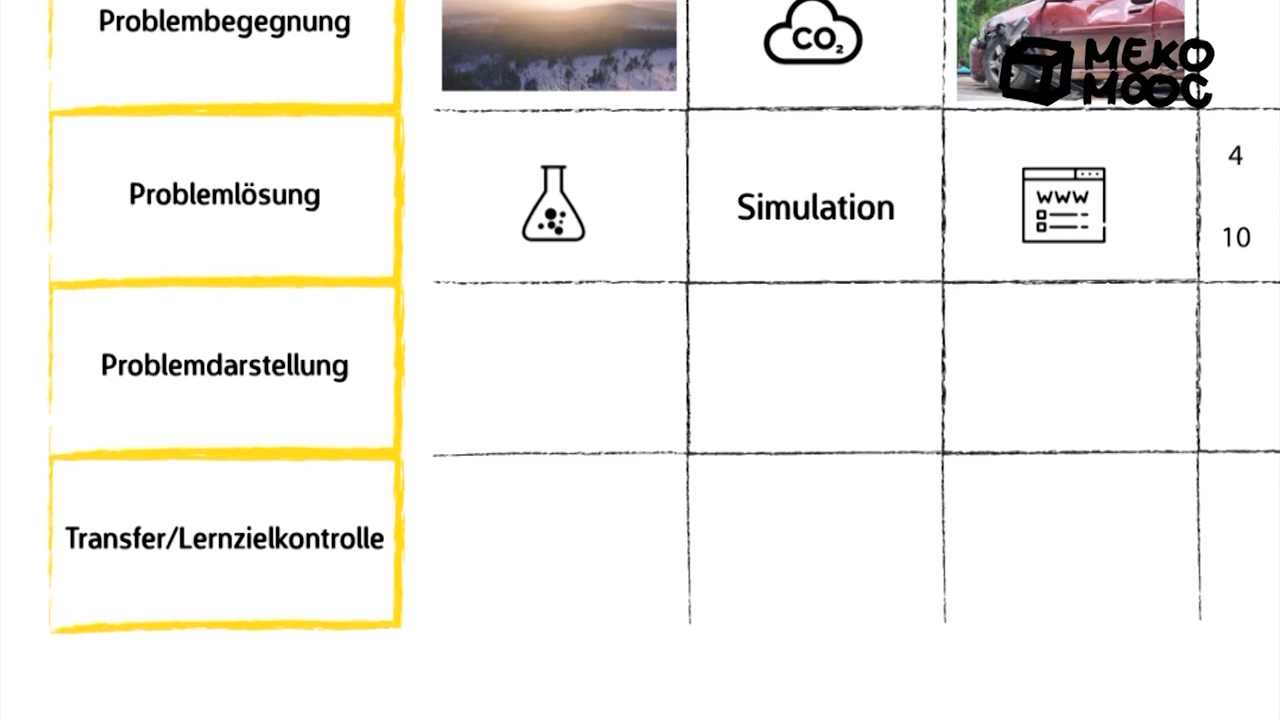 Problembegegnung
CO₂
MEKO
MOOC
Problemlösung
Simulation
WWW
4
10
Problemdarstellung
Transfer/Lernzielkontrolle